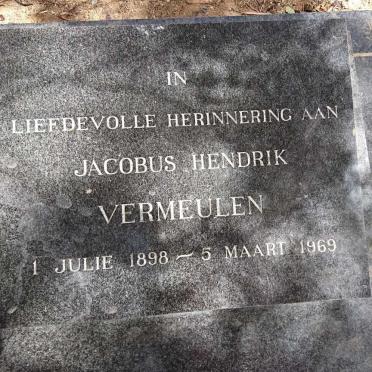 IN
LIEFDEVOLLE HERINNERING AAN
JACOBUS HENDRIK
VERMEULEN
1 JULIE 1898 ~ 5 MAART 1969